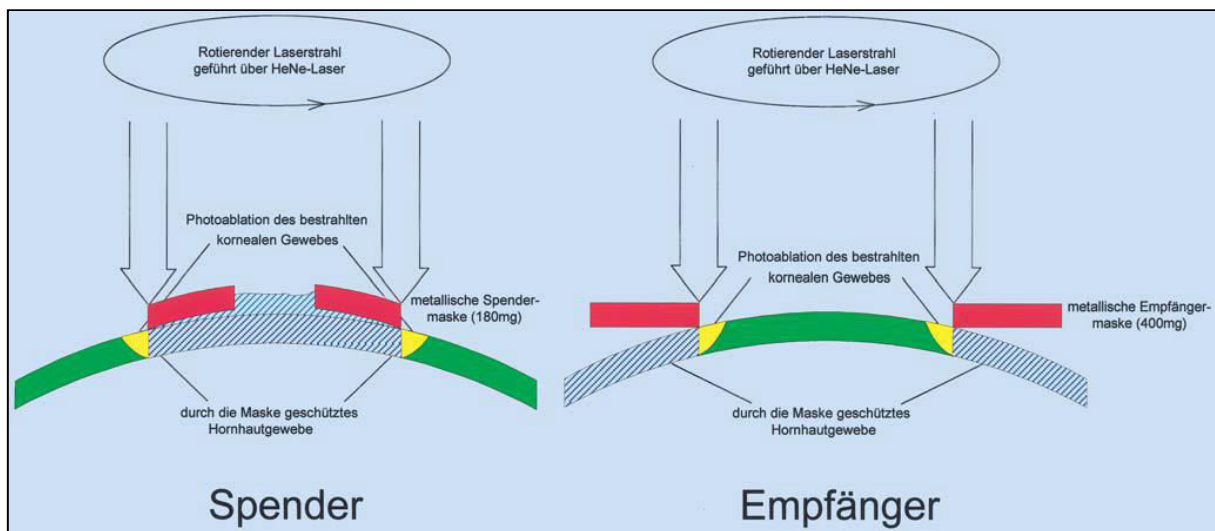 Rotierender Laserstrahl
geführt über HeNe-Laser
Photoablation des bestrahlten
kornealen Gewebes
metallische Spender-
maske (180mg)
durch die Maske geschütztes
Hornhautgewebe
Spender
Rotierender Laserstrahl
geführt über HeNe-Laser
Photoablation des bestrahlten
kornealen Gewebes
metallische Empfänger-
maske (400mg)
durch die Maske geschütztes
Hornhautgewebe
Empfänger